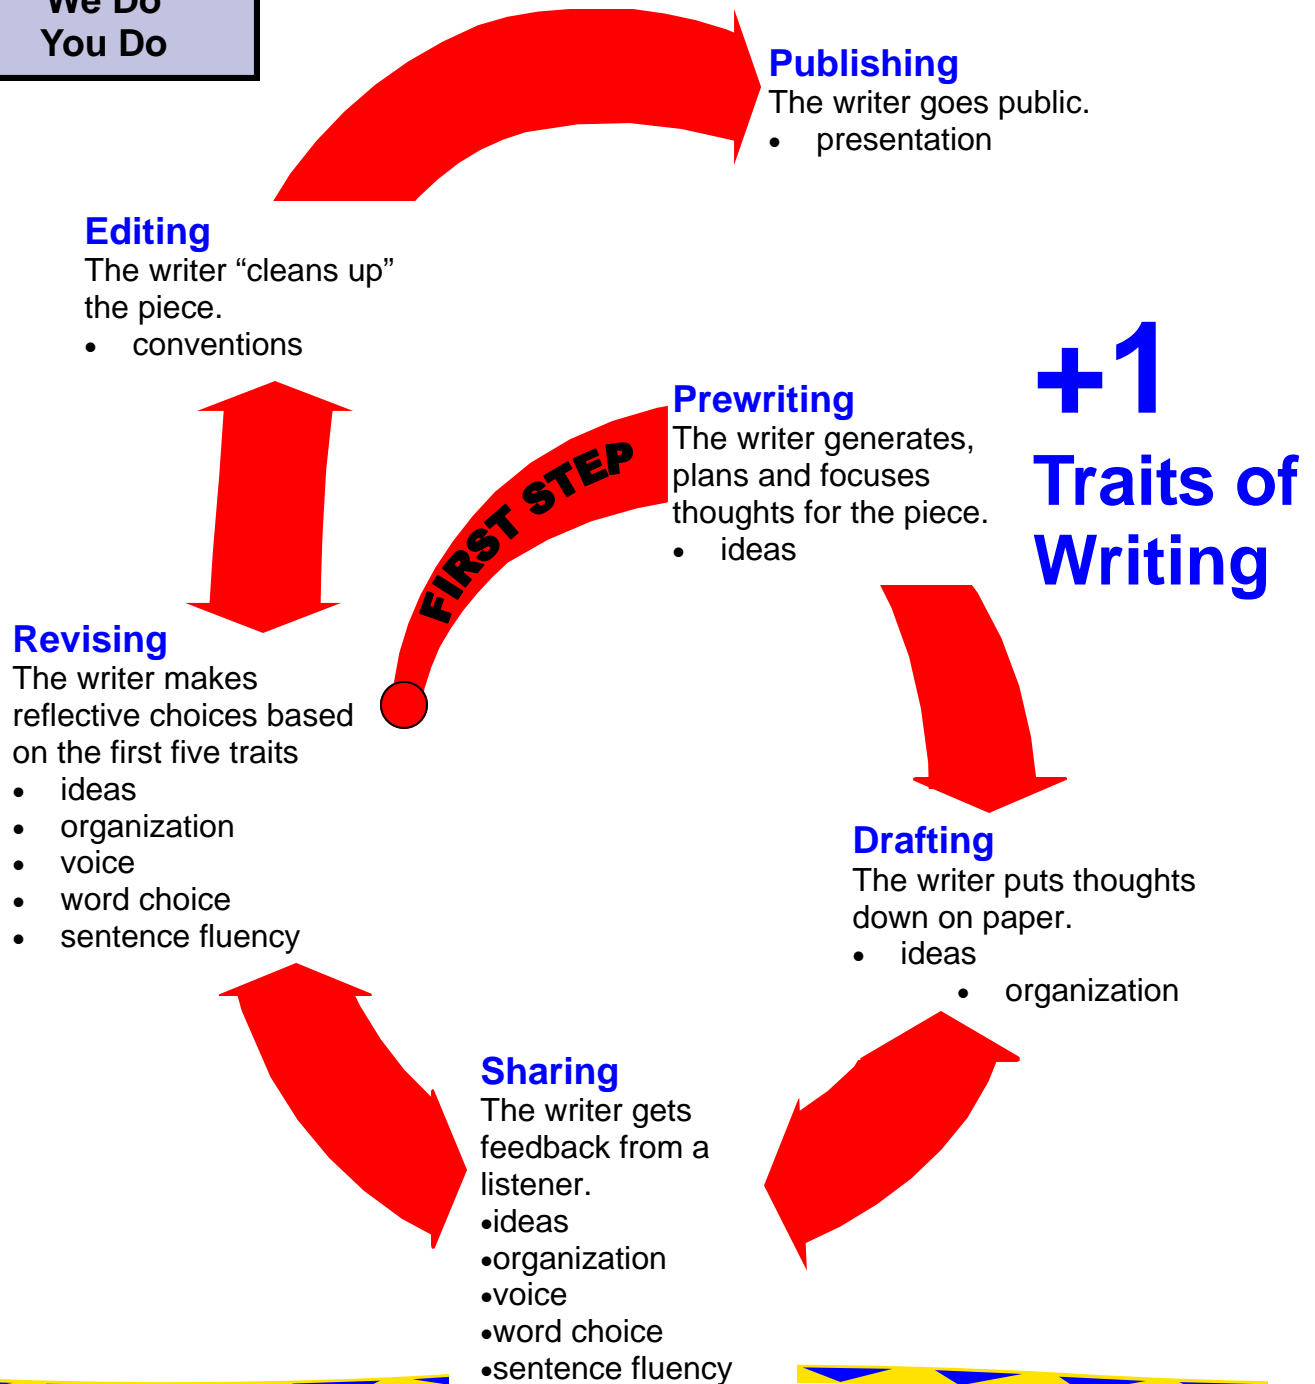 We Do
You Do
Publishing
The writer goes public.
• presentation
Editing
The writer “cleans up”
the piece.
• conventions
+1
Traits of
Writing
FIRST STEP
Prewriting
The writer generates,
plans and focuses
thoughts for the piece.
• ideas
Revising
The writer makes
reflective choices based
on the first five traits
• ideas
• organization
• voice
• word choice
• sentence fluency
Drafting
The writer puts thoughts
down on paper.
• ideas
• organization
Sharing
The writer gets
feedback from a
listener.
•ideas
•organization
•voice
•word choice
•sentence fluency